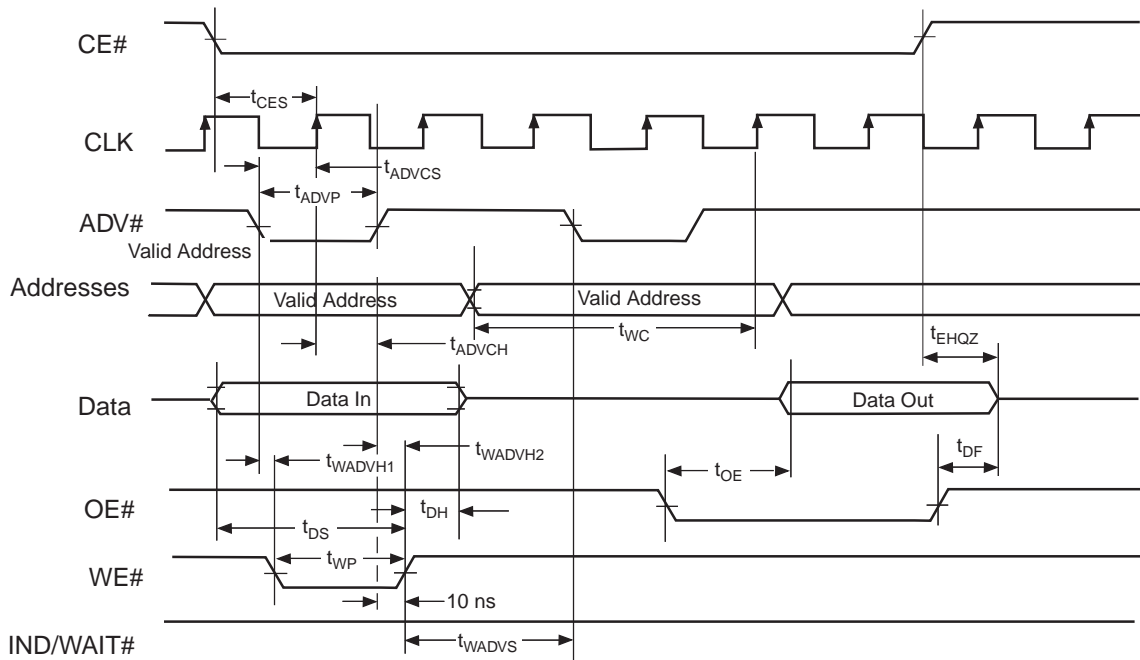 CE#
tCES
CLK
tADVCS
tADVP
ADV#
Valid Address
Addresses
Valid Address
Valid Address
tWC
tEHQZ
tADVCH
Data
Data In
Data Out
tWADVH1
tWADVH2
tOE
tDF
OE#
tDH
tDS
tWP
WE#
10 ns
tWADVS
IND/WAIT#